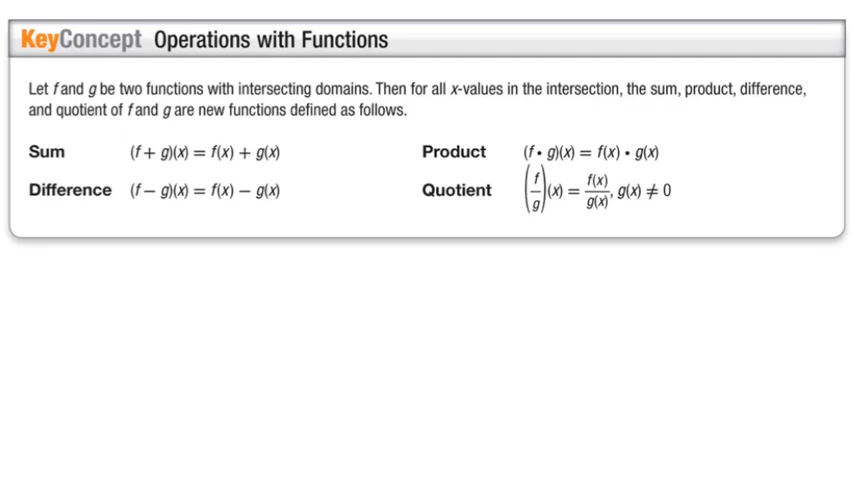 KeyConcept Operations with Functions
Let f and g be two functions with intersecting domains. Then for all x-values in the intersection, the sum, product, difference,
and quotient of f and g are new functions defined as follows.
Sum (f + g)(x) = f(x) + g(x)
Product (f • g)(x) = f(x) • g(x)
Difference (f – g)(x) = f(x) – g(x)
Quotient (f/g)(x) = f(x)/g(x), g(x) ≠ 0